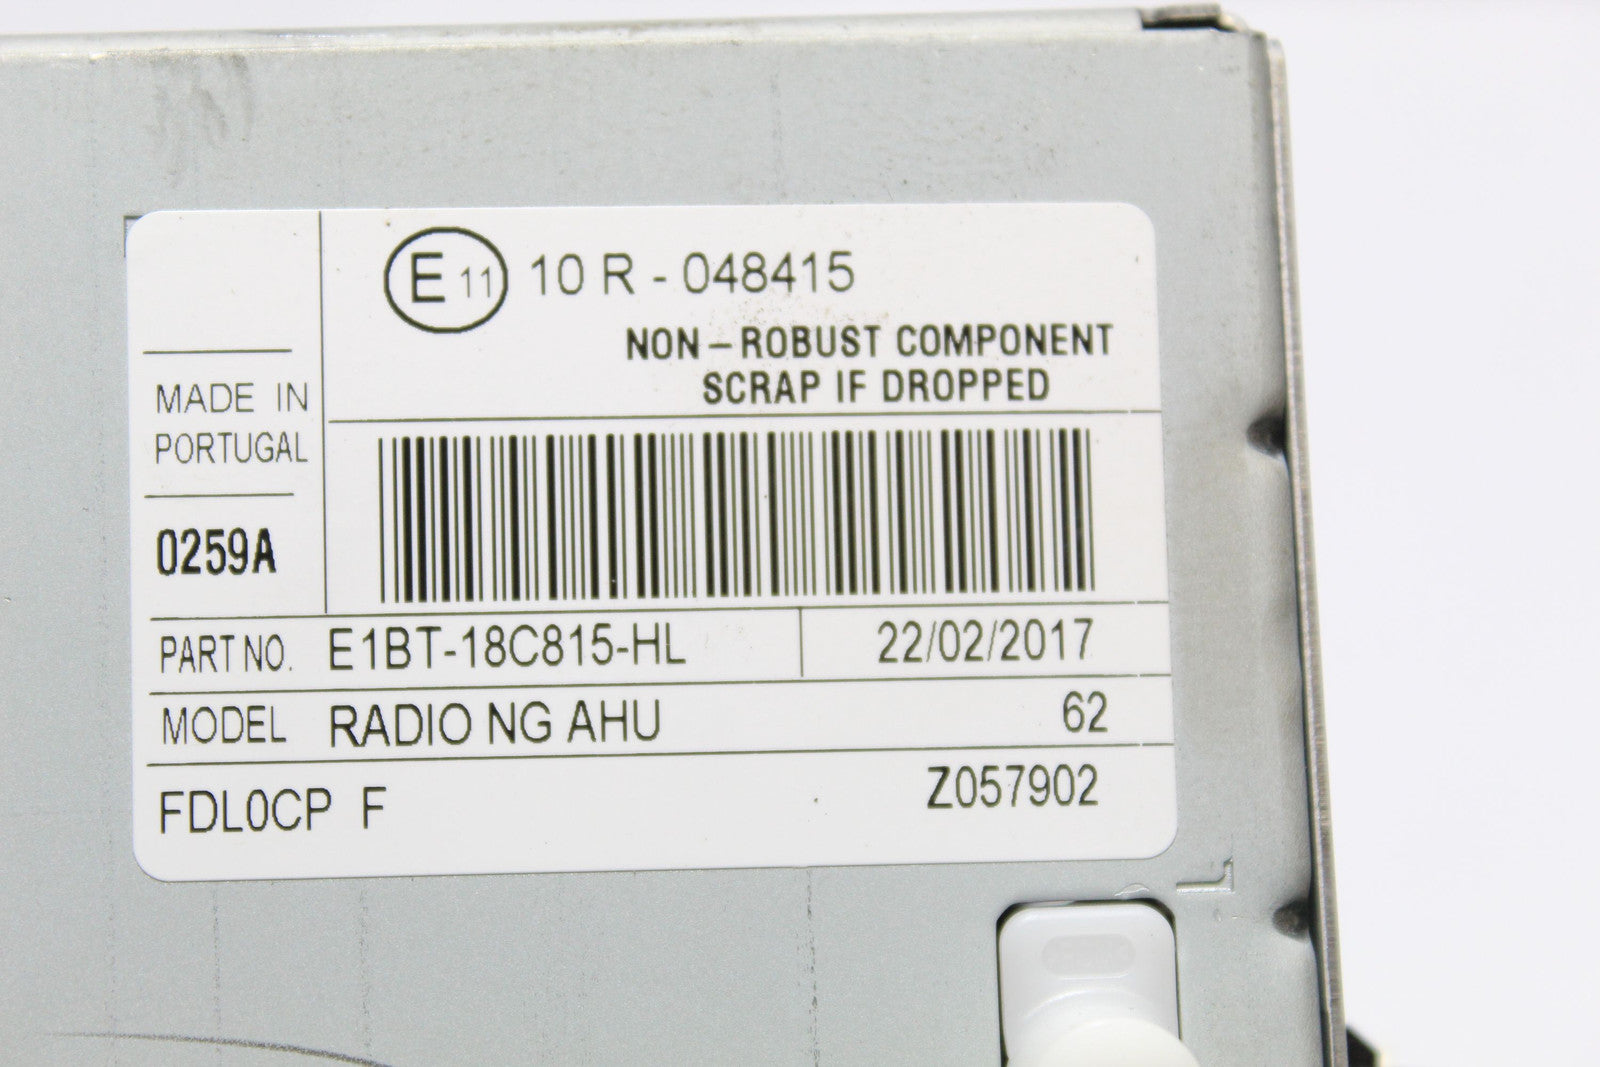 E 11 10 R - 048415
NON-ROBUST COMPONENT
SCRAP IF DROPPED
MADE IN
PORTUGAL
0259A
PART NO. E1BT-18C815-HL 22/02/2017
MODEL RADIO NG AHU 62
FDL0CP F Z057902
L